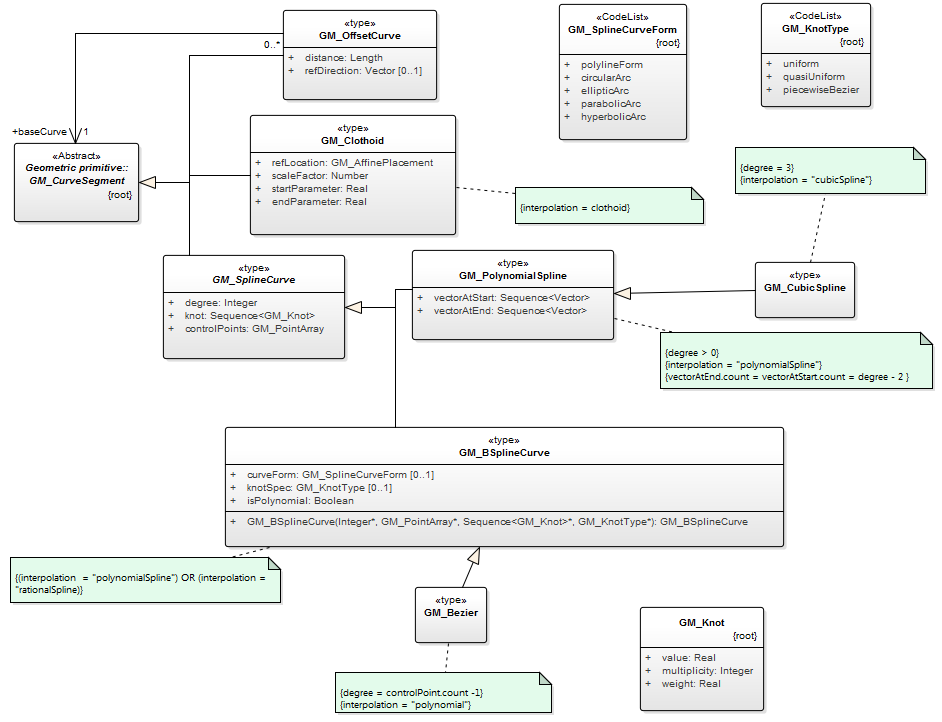 «type»
GM_OffsetCurve
+ distance: Length
+ refDirection: Vector [0..1]
0..*
+baseCurve
1
«CodeList»
GM_SplineCurveForm
{root}
+ polylineForm
+ circularArc
+ ellipticArc
+ parabolicArc
+ hyperbolicArc
«CodeList»
GM_KnotType
{root}
+ uniform
+ quasiUniform
+ piecewiseBezier
«Abstract»
Geometric primitive::
GM_CurveSegment
{root}
«type»
GM_Clothoid
+ refLocation: GM_AffinePlacement
+ scaleFactor: Number
+ startParameter: Real
+ endParameter: Real
{interpolation = clothoid}
{degree = 3}
{interpolation = "cubicSpline"}
«type»
GM_SplineCurve
+ degree: Integer
+ knot: Sequence<GM_Knot>
+ controlPoints: GM_PointArray
«type»
GM_PolynomialSpline
+ vectorAtStart: Sequence<Vector>
+ vectorAtEnd: Sequence<Vector>
«type»
GM_CubicSpline
{degree > 0}
{interpolation = "polynomialSpline"}
{vectorAtEnd.count = vectorAtStart.count = degree - 2 }
«type»
GM_BSplineCurve
+ curveForm: GM_SplineCurveForm [0..1]
+ knotSpec: GM_KnotType [0..1]
+ isPolynomial: Boolean
+ GM_BSplineCurve(Integer*, GM_PointArray*, Sequence<GM_Knot>*, GM_KnotType*): GM_BSplineCurve
{(interpolation = "polynomialSpline") OR (interpolation =
"rationalSpline)}
«type»
GM_Bezier
{degree = controlPoint.count -1}
{interpolation = "polynomial"}
GM_Knot
{root}
+ value: Real
+ multiplicity: Integer
+ weight: Real